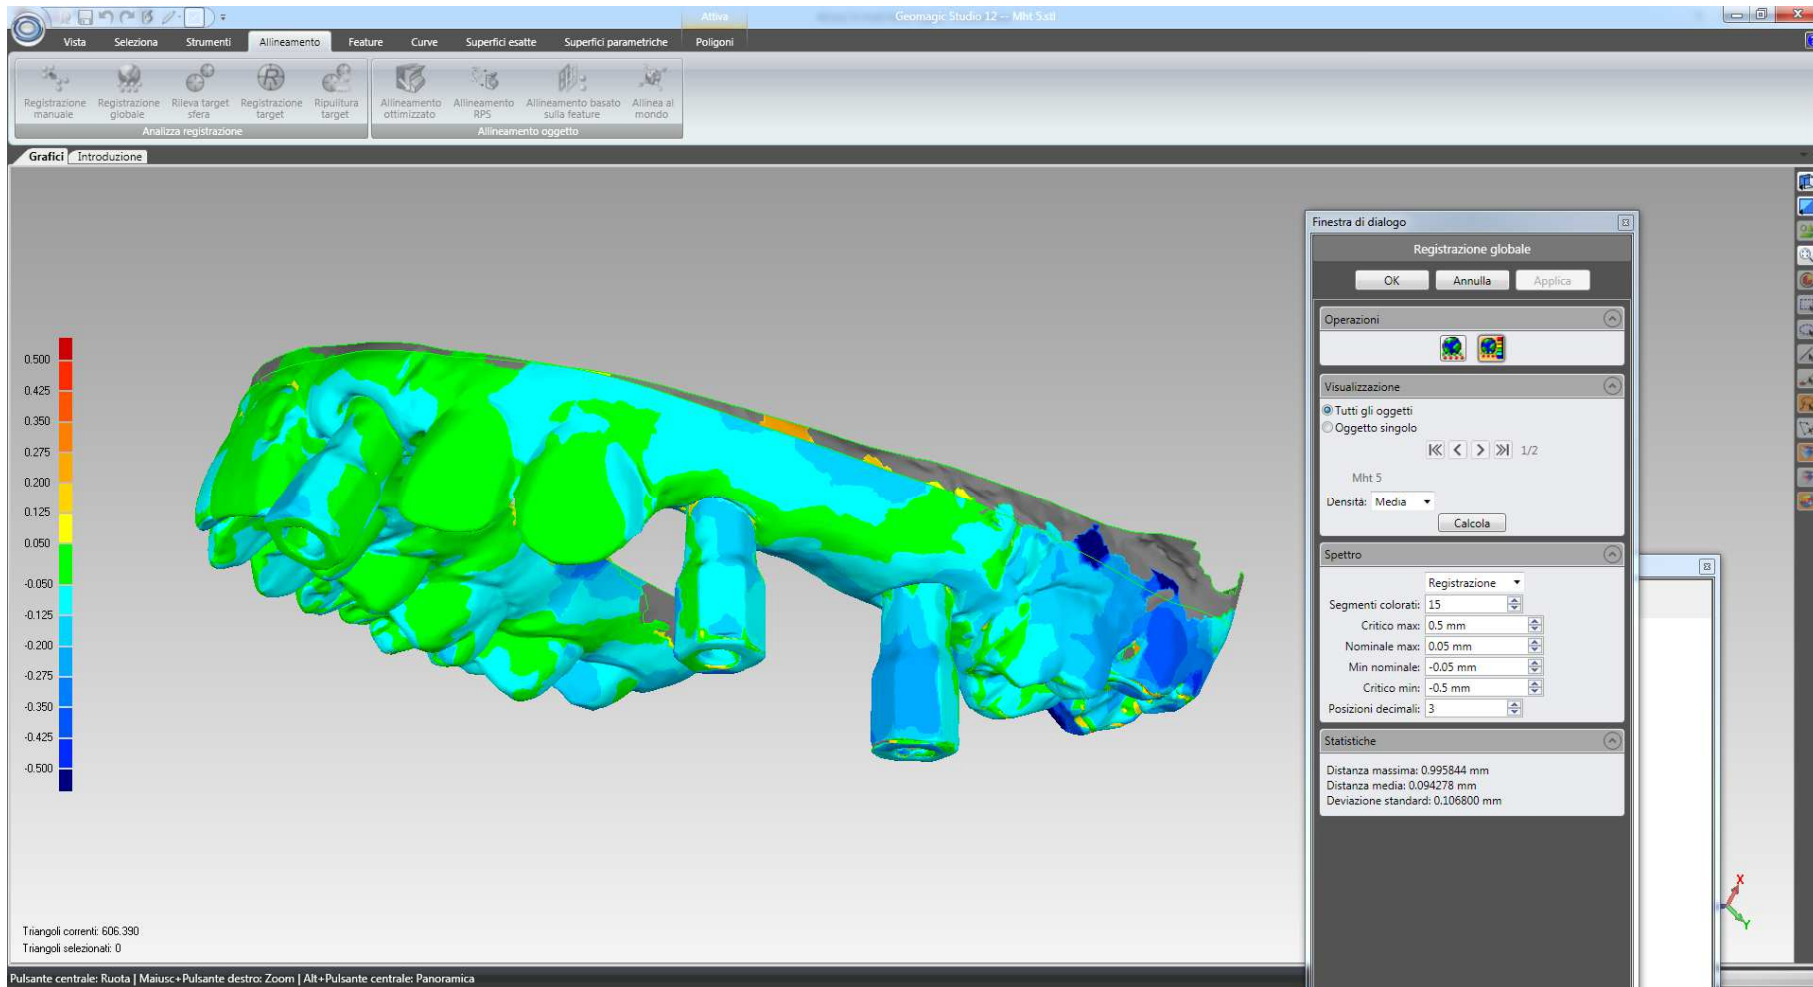 Attiva
Geomagic Studio 12 -- Mht 5.stl
Vista Seleziona Strumenti Allineamento Feature Curve Superfici esatte Superfici parametriche Poligoni
Registrazione manuale
Registrazione globale
Rileva target sfera
Registrazione target
Ripulitura target
Allineamento ottimizzato
Allineamento RPS
Allineamento basato sulla feature
Allinea al mondo
Analizza registrazione
Allineamento oggetto
Grafici Introduzione
0.500
0.425
0.350
0.275
0.200
0.125
0.050
-0.050
-0.125
-0.200
-0.275
-0.350
-0.425
-0.500
Finestra di dialogo
Registrazione globale
OK Annulla Applica
Operazioni
Visualizzazione
Tutti gli oggetti
Oggetto singolo
1/2
Mht 5
Densità: Media
Calcola
Spettro
Registrazione
Segmenti colorati: 15
Critico max: 0.5 mm
Nominale max: 0.05 mm
Min nominale: -0.05 mm
Critico min: -0.5 mm
Posizioni decimali: 3
Statistiche
Distanza massima: 0.995844 mm
Distanza media: 0.094278 mm
Deviazione standard: 0.106800 mm
X
Y
Triangoli correnti: 606.390
Triangoli selezionati: 0
Pulsante centrale: Ruota | Maiusc+Pulsante destro: Zoom | Alt+Pulsante centrale: Panoramica